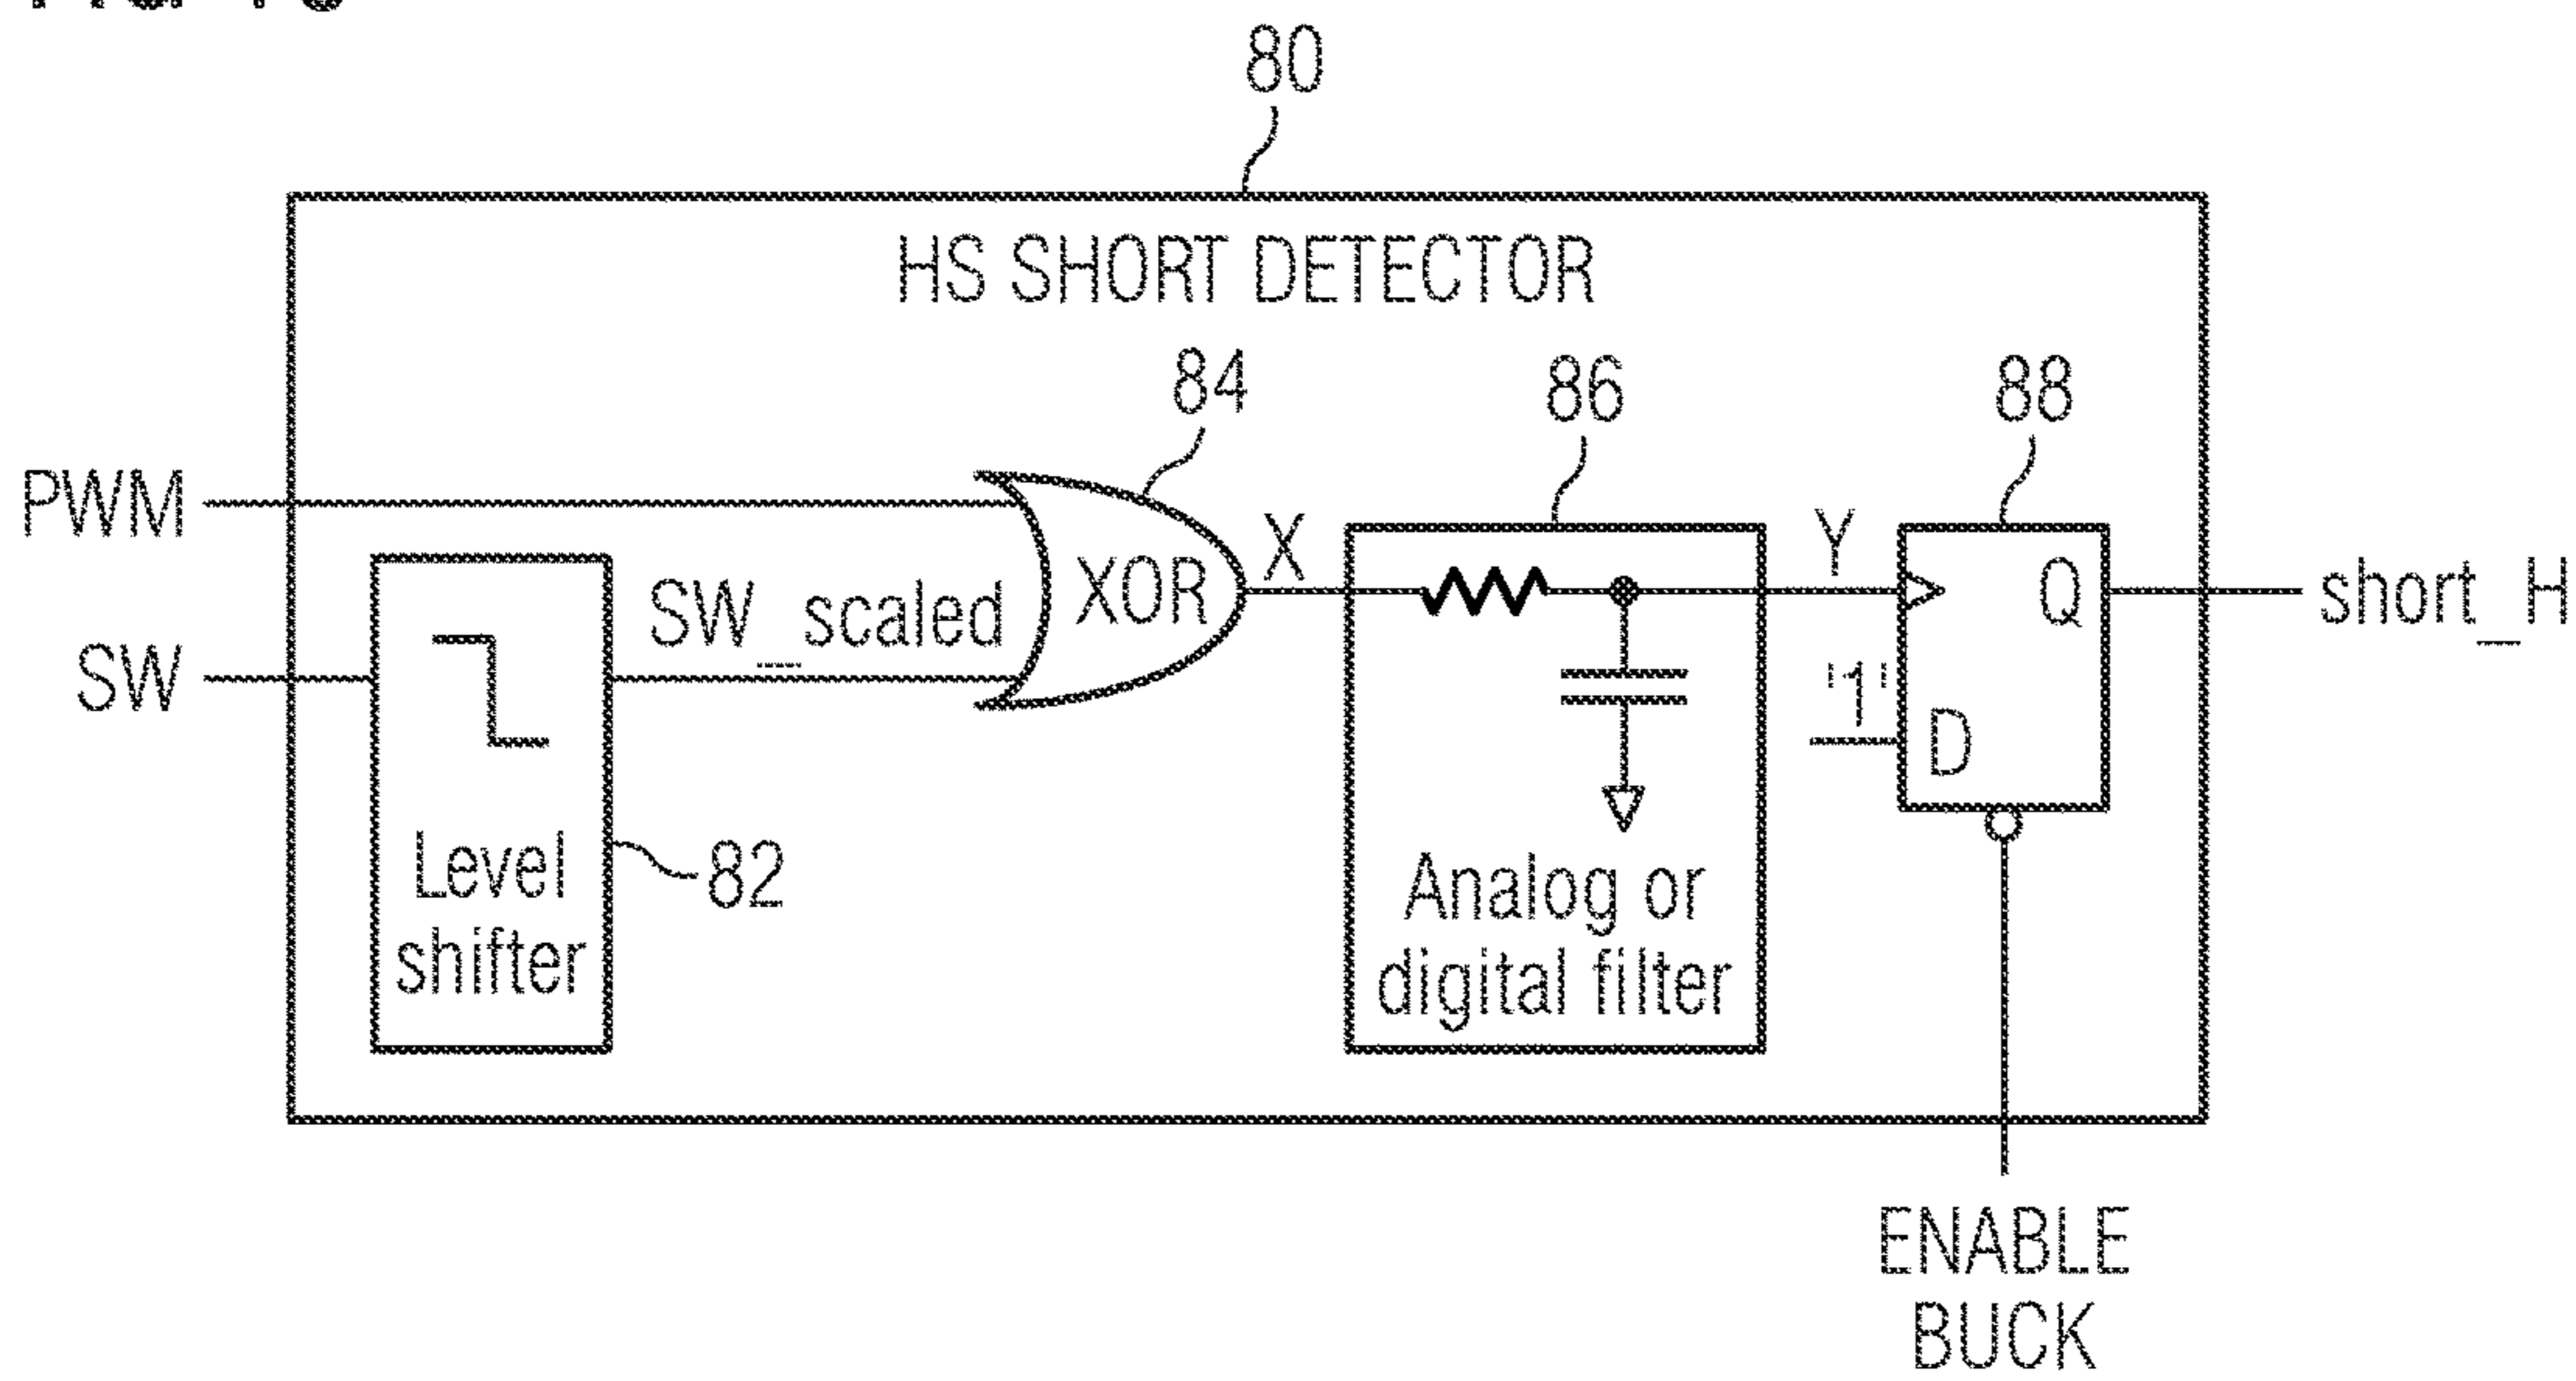 80
HS SHORT DETECTOR
84
86
88
PWM
XOR
X
Y
Q
short_H
SW_scaled
SW
"1"
D
Level
shifter
82
Analog or
digital filter
ENABLE
BUCK